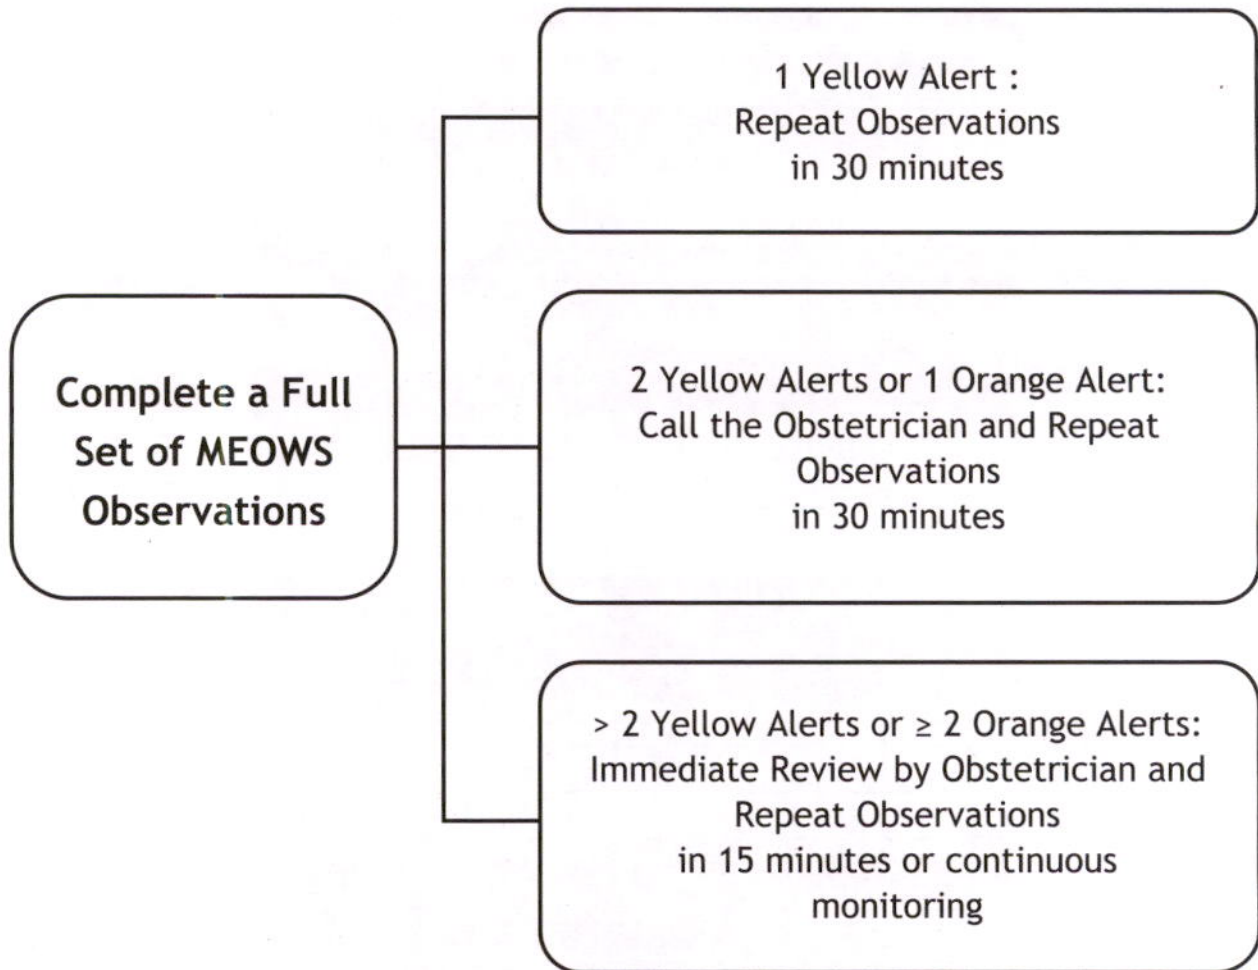 1 Yellow Alert :
Repeat Observations
in 30 minutes
Complete a Full
Set of MEOWS
Observations
2 Yellow Alerts or 1 Orange Alert:
Call the Obstetrician and Repeat
Observations
in 30 minutes
> 2 Yellow Alerts or ≥ 2 Orange Alerts:
Immediate Review by Obstetrician and
Repeat Observations
in 15 minutes or continuous
monitoring